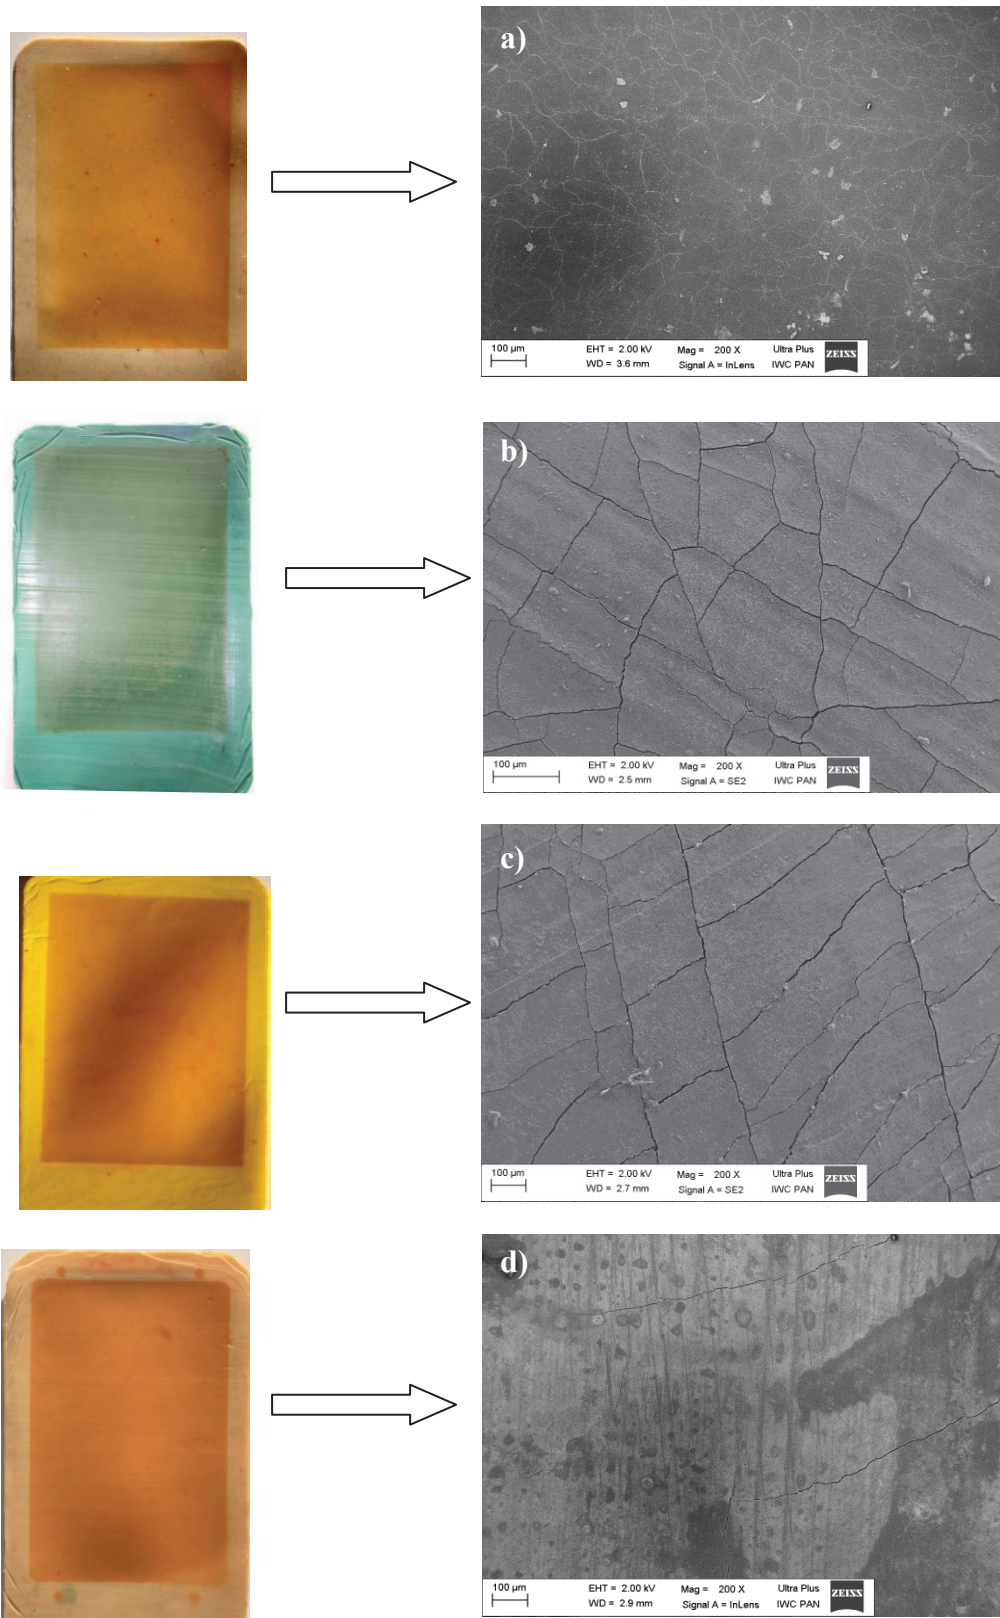 a)
100 µm
EHT = 2.00 kV
WD = 3.6 mm
Mag = 200 X
Signal A = InLens
Ultra Plus
IWC PAN
ZEISS
b)
100 µm
EHT = 2.00 kV
WD = 2.5 mm
Mag = 200 X
Signal A = SE2
Ultra Plus
IWC PAN
ZEISS
c)
100 µm
EHT = 2.00 kV
WD = 2.7 mm
Mag = 200 X
Signal A = SE2
Ultra Plus
IWC PAN
ZEISS
d)
100 µm
EHT = 2.00 kV
WD = 2.9 mm
Mag = 200 X
Signal A = InLens
Ultra Plus
IWC PAN
ZEISS